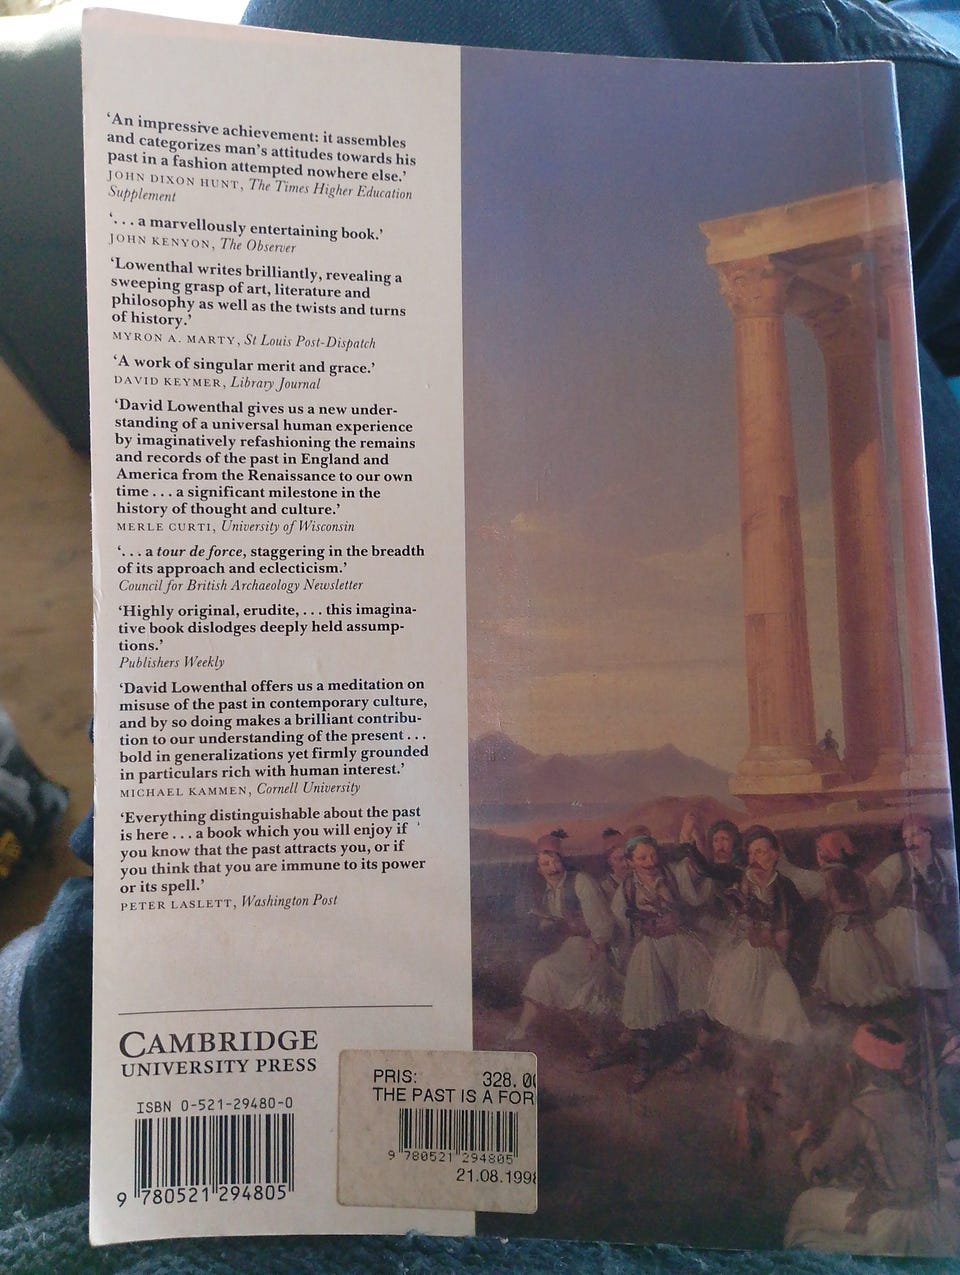 ‘An impressive achievement: it assembles
and categorizes man’s attitudes towards his
past in a fashion attempted nowhere else.’
JOHN DIXON HUNT, The Times Higher Education
Supplement
‘. . . a marvellously entertaining book.’
JOHN KENYON, The Observer
‘Lowenthal writes brilliantly, revealing a
sweeping grasp of art, literature and
philosophy as well as the twists and turns
of history.’
MYRON A. MARTY, St Louis Post-Dispatch
‘A work of singular merit and grace.’
DAVID KEYMER, Library Journal
‘David Lowenthal gives us a new under-
standing of a universal human experience
by imaginatively refashioning the remains
and records of the past in England and
America from the Renaissance to our own
time . . . a significant milestone in the
history of thought and culture.’
MERLE CURTI, University of Wisconsin
‘. . . a tour de force, staggering in the breadth
of its approach and eclecticism.’
Council for British Archaeology Newsletter
‘Highly original, erudite, . . . this imagina-
tive book dislodges deeply held assump-
tions.’
Publishers Weekly
‘David Lowenthal offers us a meditation on
misuse of the past in contemporary culture,
and by so doing makes a brilliant contribu-
tion to our understanding of the present . . .
bold in generalizations yet firmly grounded
in particulars rich with human interest.’
MICHAEL KAMMEN, Cornell University
‘Everything distinguishable about the past
is here . . . a book which you will enjoy if
you know that the past attracts you, or if
you think that you are immune to its power
or its spell.’
PETER LASLETT, Washington Post
CAMBRIDGE
UNIVERSITY PRESS
ISBN 0-521-29480-0
9 780521 294805
PRIS: 328.00
THE PAST IS A FOR
9 780521 294805
21.08.1998